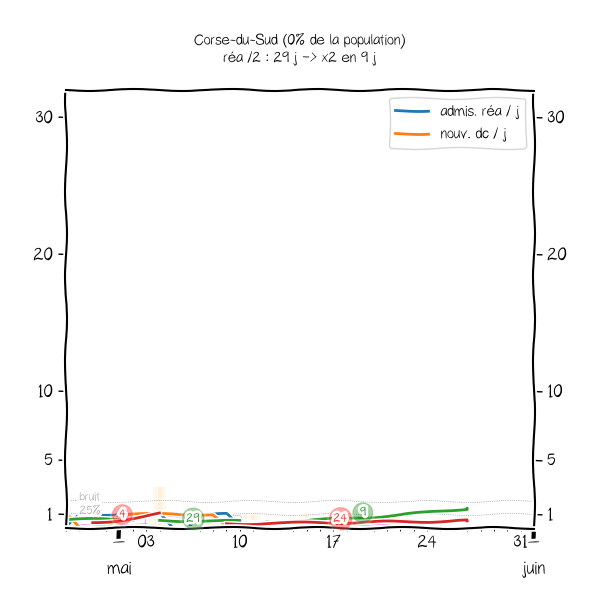 Corse-du-Sud (0% de la population)
réa /2 : 29 j -> x2 en 9 j
admis. réa / j
nouv. dc / j
30
30
20
20
10
10
5
5
bruit
25%
1
1
4
29
24
9
03
10
17
24
31
mai
juin